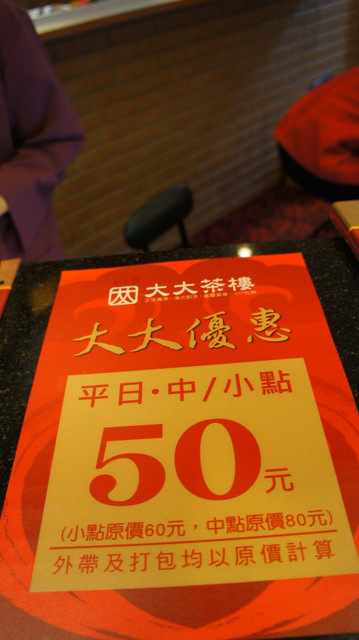 大大茶樓
大大優惠
平日·中/小點
50元
(小點原價60元，中點原價80元)
外帶及打包均以原價計算